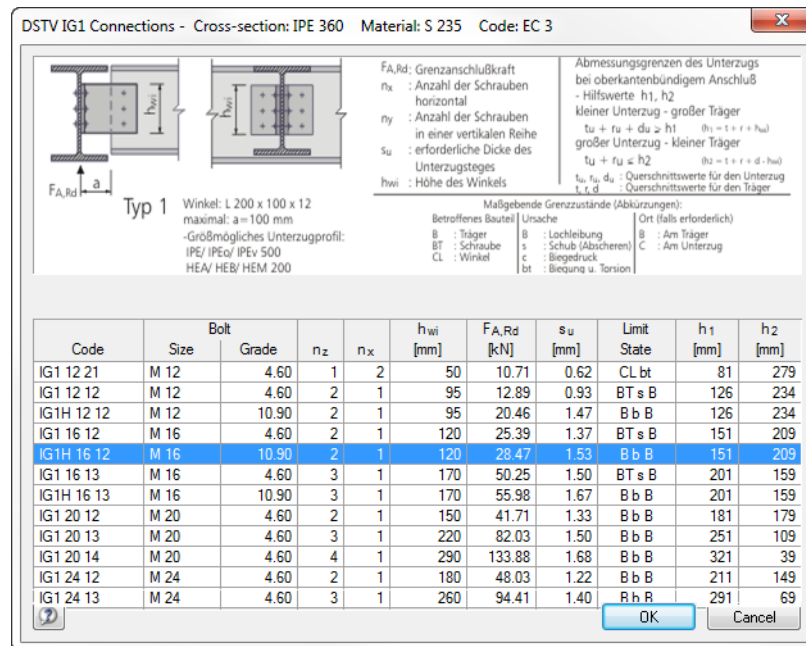 DSTV IG1 Connections - Cross-section: IPE 360 Material: S 235 Code: EC 3
x
hwi
hwi
FA,Rd
a
Typ 1
Winkel: L 200 x 100 x 12
maximal: a=100 mm
-Größmögliches Unterzugprofil:
IPE/ IPEo/ IPEv 500
HEA/ HEB/ HEM 200
FA,Rd: Grenzanschlußkraft
nx : Anzahl der Schrauben
horizontal
ny : Anzahl der Schrauben
in einer vertikalen Reihe
su : erforderliche Dicke des
Unterzugsteges
hwi : Höhe des Winkels
Abmessungsgrenzen des Unterzugs
bei oberkantenbündigem Anschluß
- Hilfswerte h1, h2
kleiner Unterzug - großer Träger
tu + ru + du ≥ h1 (h1 = t + r + hwi)
großer Unterzug - kleiner Träger
tu + ru ≤ h2 (h2 = t + r + d - hwi)
tu, ru, du : Querschnittswerte für den Unterzug
t, r, d : Querschnittswerte für den Träger
Maßgebende Grenzzustände (Abkürzungen):
Betroffenes Bauteil Ursache Ort (falls erforderlich)
B : Träger B : Lochleibung B : Am Träger
BT : Schraube s : Schub (Abscheren) C : Am Unterzug
CL : Winkel c : Biegedruck
bt : Biegung u. Torsion
Bolt hwi FA,Rd su Limit h1 h2
Code Size Grade nz nx [mm] [kN] [mm] State [mm] [mm]
IG1 12 21 M 12 4.60 1 2 50 10.71 0.62 CL bt 81 279
IG1 12 12 M 12 4.60 2 1 95 12.89 0.93 BT s B 126 234
IG1H 12 12 M 12 10.90 2 1 95 20.46 1.47 B b B 126 234
IG1 16 12 M 16 4.60 2 1 120 25.39 1.37 BT s B 151 209
IG1H 16 12 M 16 10.90 2 1 120 28.47 1.53 B b B 151 209
IG1 16 13 M 16 4.60 3 1 170 50.25 1.50 BT s B 201 159
IG1H 16 13 M 16 10.90 3 1 170 55.98 1.67 B b B 201 159
IG1 20 12 M 20 4.60 2 1 150 41.71 1.33 B b B 181 179
IG1 20 13 M 20 4.60 3 1 220 82.03 1.50 B b B 251 109
IG1 20 14 M 20 4.60 4 1 290 133.88 1.68 B b B 321 39
IG1 24 12 M 24 4.60 2 1 180 48.03 1.22 B b B 211 149
IG1 24 13 M 24 4.60 3 1 260 94.41 1.40 B b B 291 69
? OK Cancel